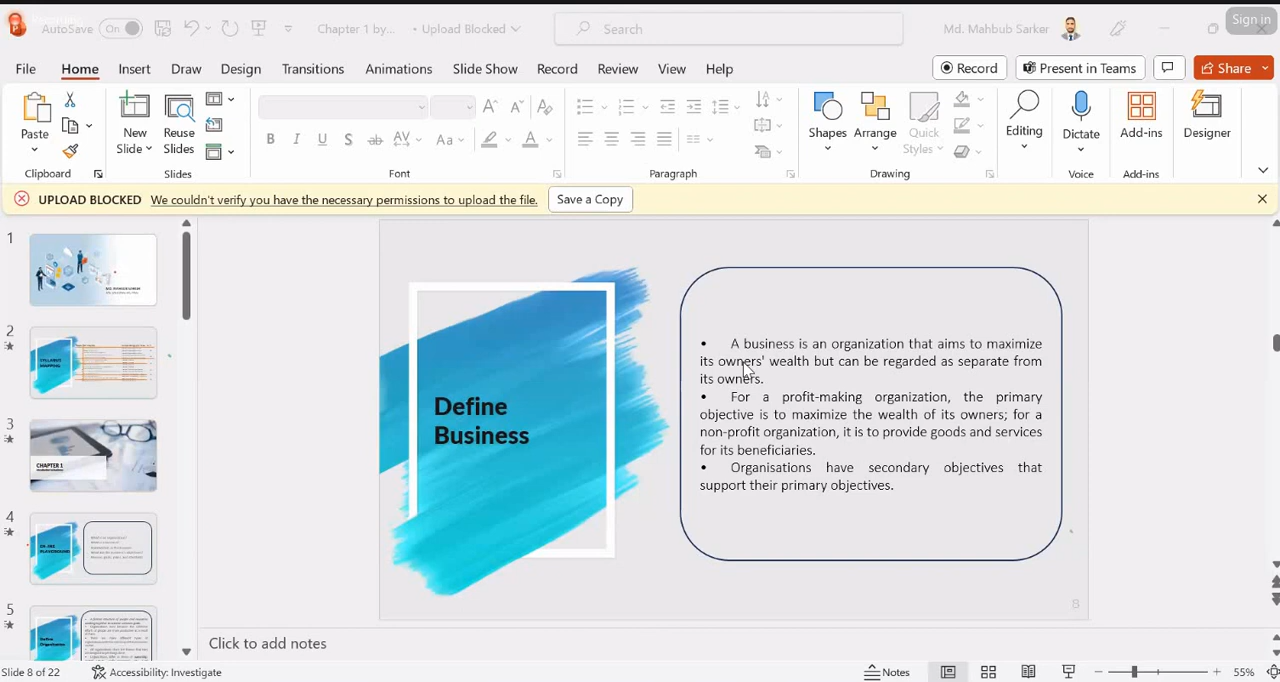 AutoSave On Chapter 1 by... • Upload Blocked Search Md. Mahbub Sarker Sign in
File Home Insert Draw Design Transitions Animations Slide Show Record Review View Help Record Present in Teams Share
Paste New Slide Reuse Slides Shapes Arrange Quick Styles Editing Dictate Add-ins Designer
Clipboard Slides Font Paragraph Drawing Voice Add-ins
UPLOAD BLOCKED We couldn't verify you have the necessary permissions to upload the file. Save a Copy
1
2
3
CHAPTER 1
4
5
Define
Business
• A business is an organization that aims to maximize
its owners' wealth but can be regarded as separate from
its owners.
• For a profit-making organization, the primary
objective is to maximize the wealth of its owners; for a
non-profit organization, it is to provide goods and services
for its beneficiaries.
• Organisations have secondary objectives that
support their primary objectives.
8
Click to add notes
Slide 8 of 22 Accessibility: Investigate Notes 55%